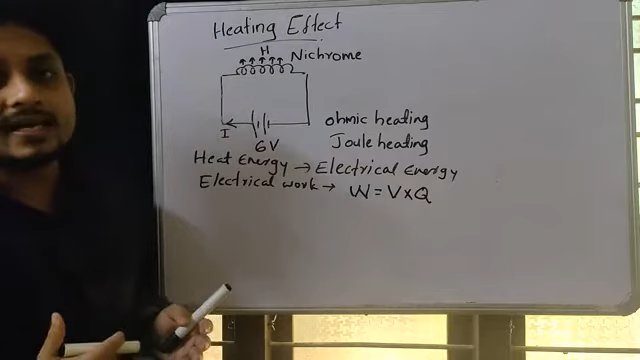 Heating Effect
H
Nichrome
I
6V
ohmic heating
Joule heating
Heat Energy → Electrical Energy
Electrical work → W = V×Q